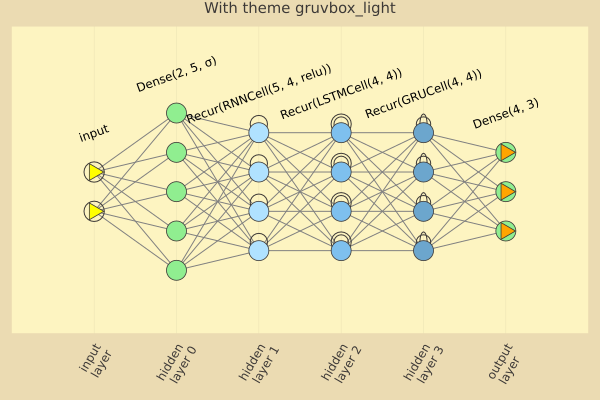 With theme gruvbox_light
input
Dense(2, 5, σ)
Recur(RNNCell(5, 4, relu))
Recur(LSTMCell(4, 4))
Recur(GRUCell(4, 4))
Dense(4, 3)
input
layer
hidden
layer 0
hidden
layer 1
hidden
layer 2
hidden
layer 3
output
layer